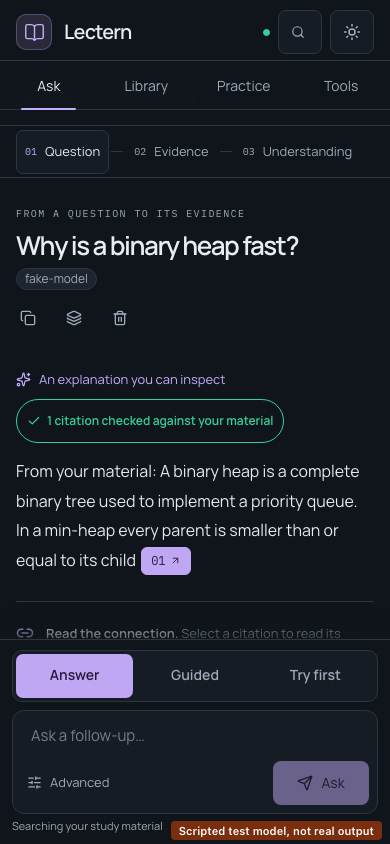 Lectern
Ask Library Practice Tools
01 Question — 02 Evidence — 03 Understanding
FROM A QUESTION TO ITS EVIDENCE
Why is a binary heap fast?
fake-model
An explanation you can inspect
1 citation checked against your material
From your material: A binary heap is a complete
binary tree used to implement a priority queue.
In a min-heap every parent is smaller than or
equal to its child 01
Read the connection. Select a citation to read its
Answer Guided Try first
Ask a follow-up…
Advanced Ask
Searching your study material
Scripted test model, not real output